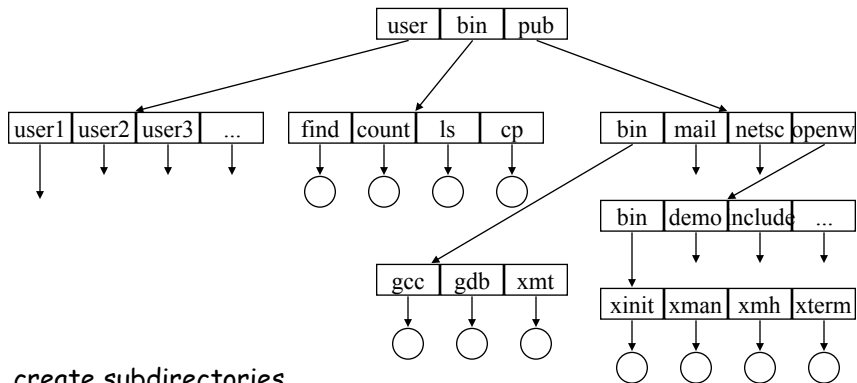 user bin pub
user1 user2 user3 ...
find count ls cp
bin mail netsc openw
bin demo include ...
gcc gdb xmt
xinit xman xmh xterm
create subdirectories